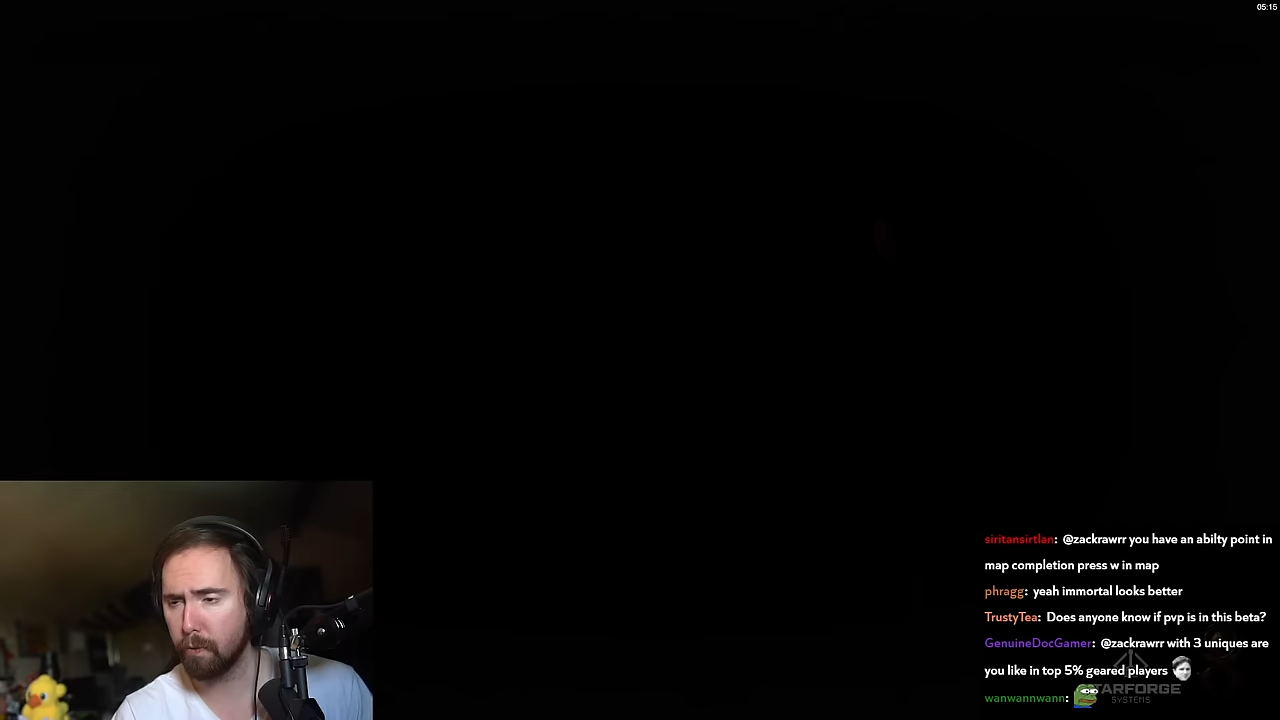 05:15
siritansirtlan: @zackrawrr you have an abilty point in
map completion press w in map
phragg: yeah immortal looks better
TrustyTea: Does anyone know if pvp is in this beta?
GenuineDocGamer: @zackrawrr with 3 uniques are
you like in top 5% geared players
wanwannwann:
STARFORGE
SYSTEMS